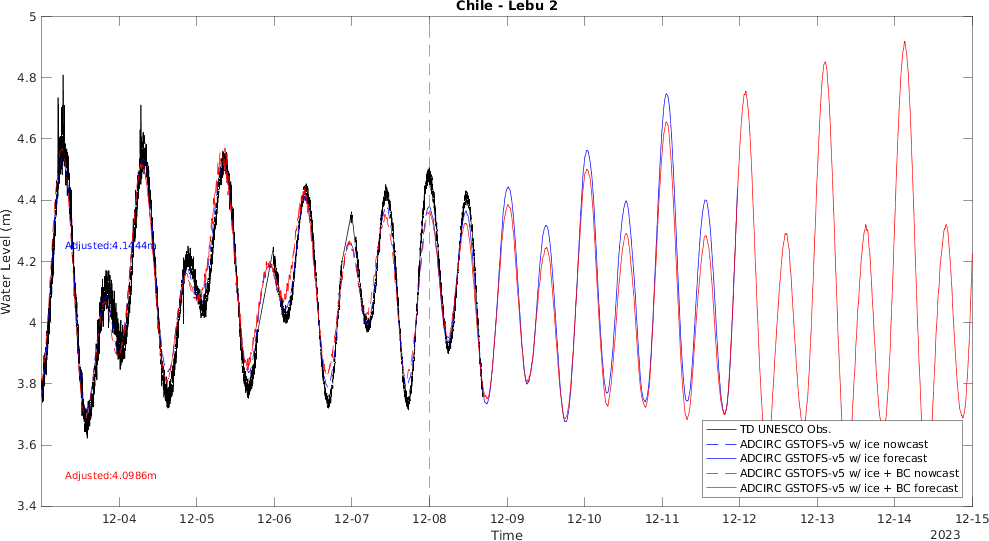 Chile - Lebu 2
Water Level (m)
5
4.8
4.6
4.4
4.2
4
3.8
3.6
3.4
Adjusted:4.1444m
Adjusted:4.0986m
TD UNESCO Obs.
ADCIRC GSTOFS-v5 w/ ice nowcast
ADCIRC GSTOFS-v5 w/ ice forecast
ADCIRC GSTOFS-v5 w/ ice + BC nowcast
ADCIRC GSTOFS-v5 w/ ice + BC forecast
12-04 12-05 12-06 12-07 12-08 12-09 12-10 12-11 12-12 12-13 12-14 12-15
Time
2023